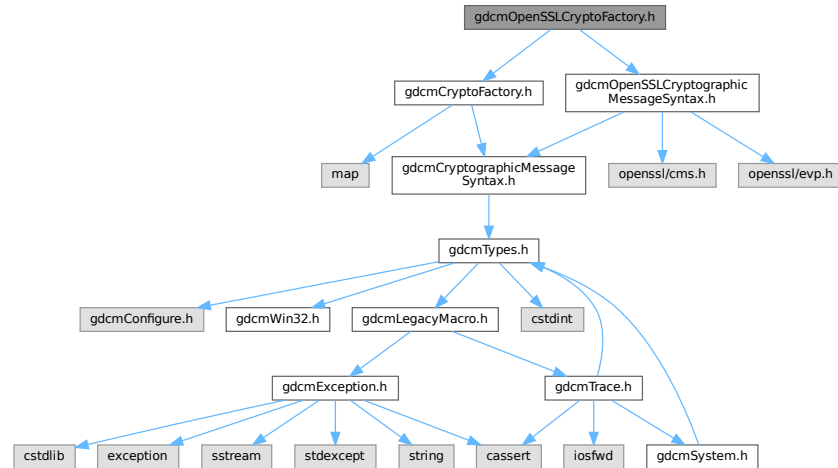 gdcmOpenSSLCryptoFactory.h
gdcmCryptoFactory.h
gdcmOpenSSLCryptographic
MessageSyntax.h
map
gdcmCryptographicMessage
Syntax.h
openssl/cms.h
openssl/evp.h
gdcmTypes.h
gdcmConfigure.h
gdcmWin32.h
gdcmLegacyMacro.h
cstdint
gdcmException.h
gdcmTrace.h
cstdlib
exception
sstream
stdexcept
string
cassert
iosfwd
gdcmSystem.h